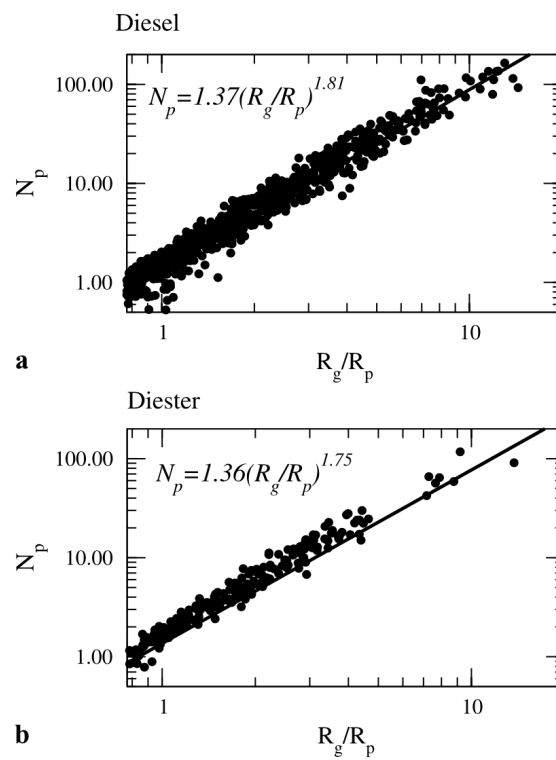 Diesel
100.00
N_p=1.37(R_g/R_p)^1.81
10.00
N_p
1.00
1
10
a
R_g/R_p
Diester
100.00
N_p=1.36(R_g/R_p)^1.75
10.00
N_p
1.00
1
10
b
R_g/R_p